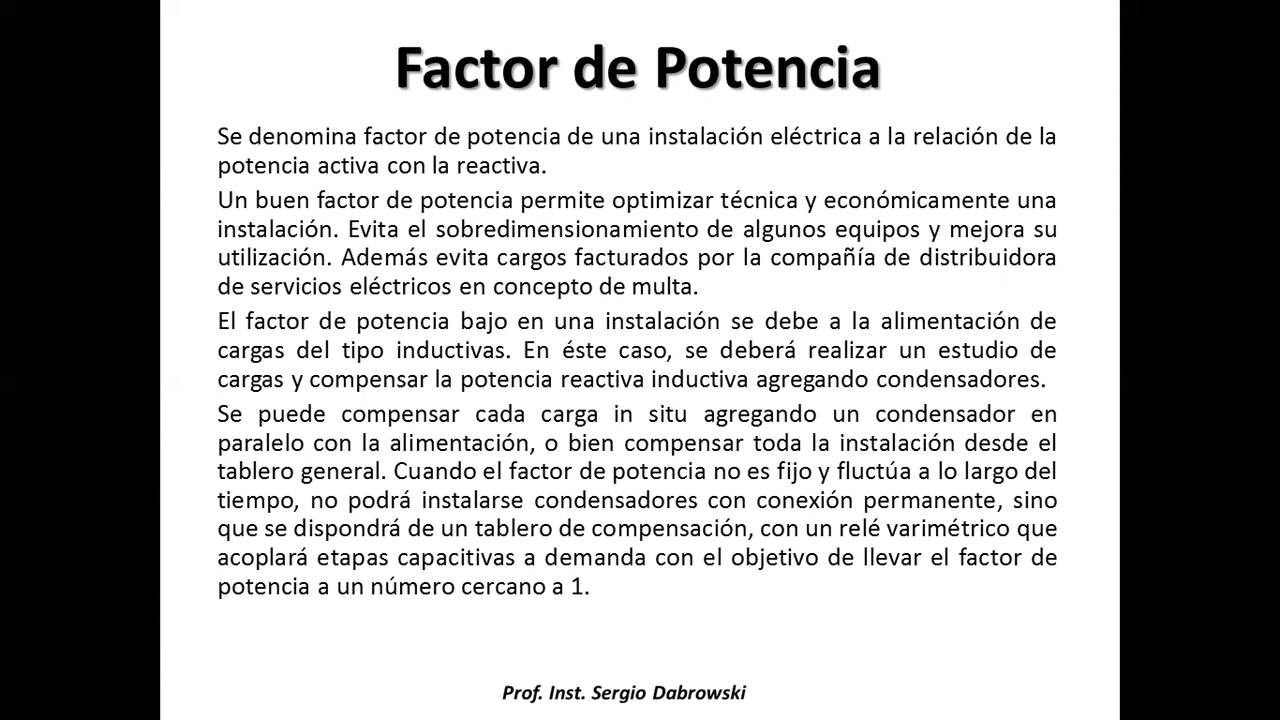 Factor de Potencia
Se denomina factor de potencia de una instalación eléctrica a la relación de la
potencia activa con la reactiva.
Un buen factor de potencia permite optimizar técnica y económicamente una
instalación. Evita el sobredimensionamiento de algunos equipos y mejora su
utilización. Además evita cargos facturados por la compañía de distribuidora
de servicios eléctricos en concepto de multa.
El factor de potencia bajo en una instalación se debe a la alimentación de
cargas del tipo inductivas. En éste caso, se deberá realizar un estudio de
cargas y compensar la potencia reactiva inductiva agregando condensadores.
Se puede compensar cada carga in situ agregando un condensador en
paralelo con la alimentación, o bien compensar toda la instalación desde el
tablero general. Cuando el factor de potencia no es fijo y fluctúa a lo largo del
tiempo, no podrá instalarse condensadores con conexión permanente, sino
que se dispondrá de un tablero de compensación, con un relé varimétrico que
acoplará etapas capacitivas a demanda con el objetivo de llevar el factor de
potencia a un número cercano a 1.
Prof. Inst. Sergio Dabrowski